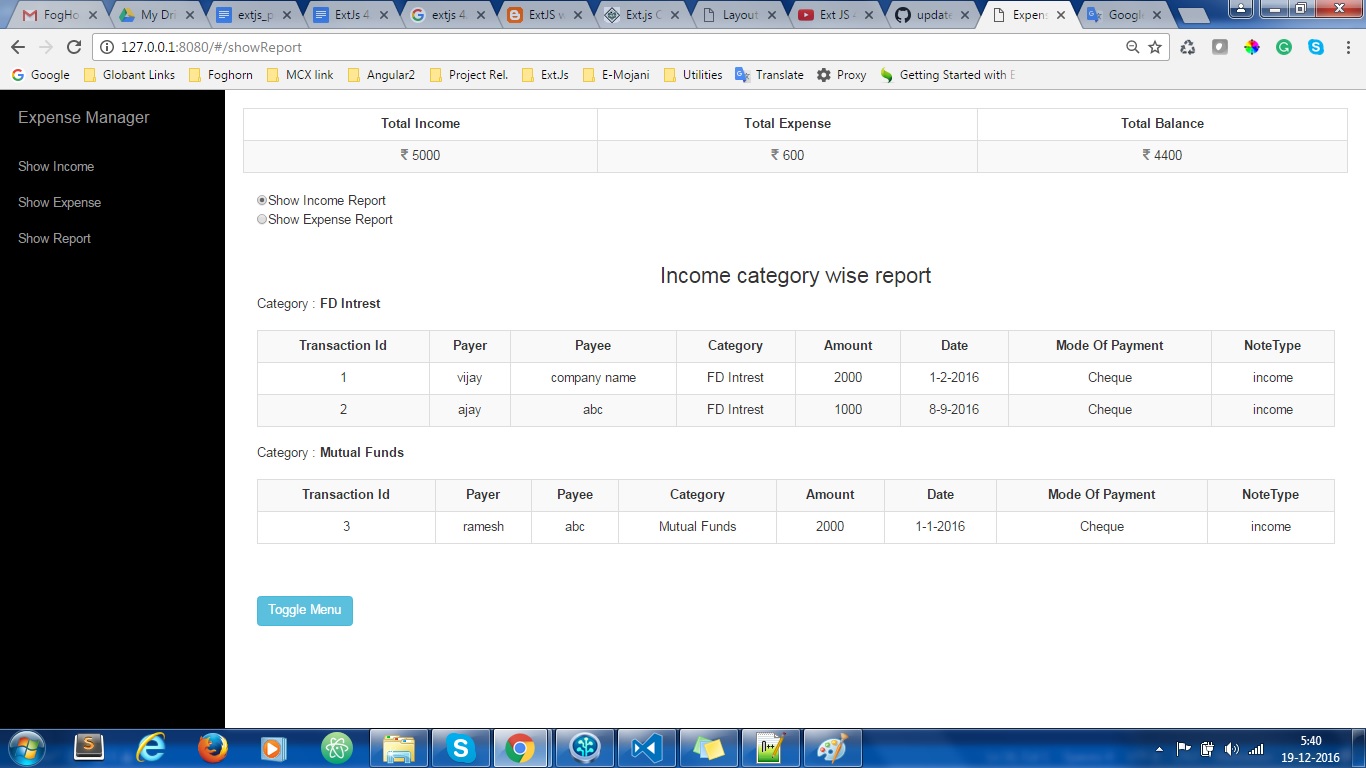 FogHo
My Dri
extjs_p
ExtJs 4
extjs 4
ExtJS w
Ext.js C
Layout
Ext JS
update
Expens
Googl
127.0.0.1:8080/#/showReport
Google
Globant Links
Foghorn
MCX link
Angular2
Project Rel.
Ext.Js
E-Mojani
Utilities
Translate
Proxy
Getting Started with E
Expense Manager
Show Income
Show Expense
Show Report
Total Income Total Expense Total Balance
₹ 5000 ₹ 600 ₹ 4400
Show Income Report
Show Expense Report
Income category wise report
Category : FD Intrest
Transaction Id Payer Payee Category Amount Date Mode Of Payment NoteType
1 vijay company name FD Intrest 2000 1-2-2016 Cheque income
2 ajay abc FD Intrest 1000 8-9-2016 Cheque income
Category : Mutual Funds
Transaction Id Payer Payee Category Amount Date Mode Of Payment NoteType
3 ramesh abc Mutual Funds 2000 1-1-2016 Cheque income
Toggle Menu
5:40
19-12-2016